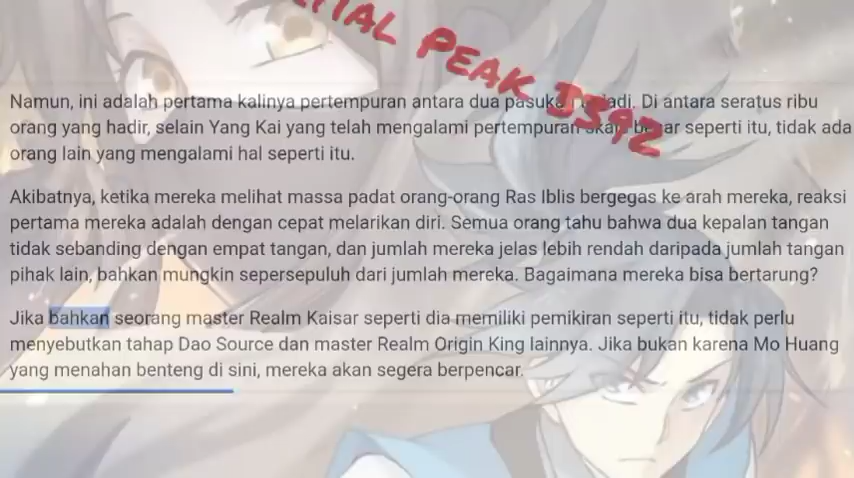 TIAL PEAK 3392
Namun, ini adalah pertama kalinya pertempuran antara dua pasuka jadi. Di antara seratus ribu
orang yang hadir, selain Yang Kai yang telah mengalami pertempuran skala besar seperti itu, tidak ada
orang lain yang mengalami hal seperti itu.
Akibatnya, ketika mereka melihat massa padat orang-orang Ras Iblis bergegas ke arah mereka, reaksi
pertama mereka adalah dengan cepat melarikan diri. Semua orang tahu bahwa dua kepalan tangan
tidak sebanding dengan empat tangan, dan jumlah mereka jelas lebih rendah daripada jumlah tangan
pihak lain, bahkan mungkin sepersepuluh dari jumlah mereka. Bagaimana mereka bisa bertarung?
Jika bahkan seorang master Realm Kaisar seperti dia memiliki pemikiran seperti itu, tidak perlu
menyebutkan tahap Dao Source dan master Realm Origin King lainnya. Jika bukan karena Mo Huang
yang menahan benteng di sini, mereka akan segera berpencar.